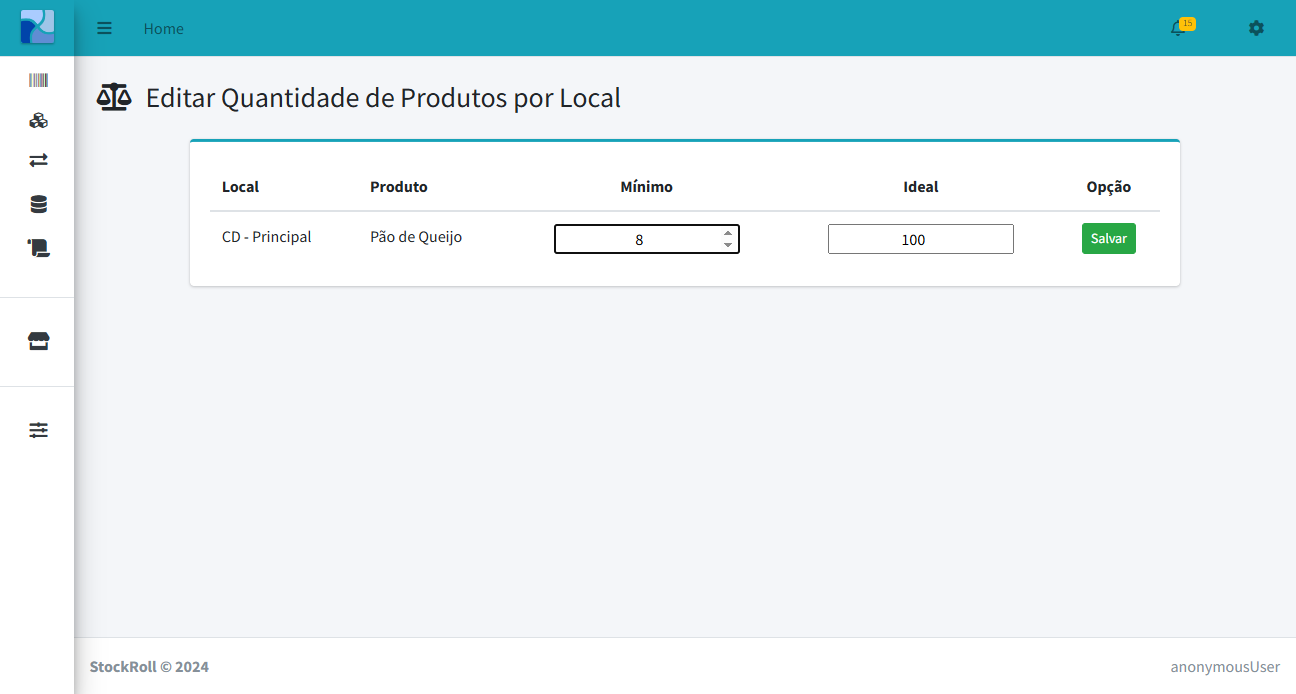 Home
15
Editar Quantidade de Produtos por Local
Local Produto Mínimo Ideal Opção
CD - Principal Pão de Queijo 8 100 Salvar
StockRoll © 2024 anonymousUser